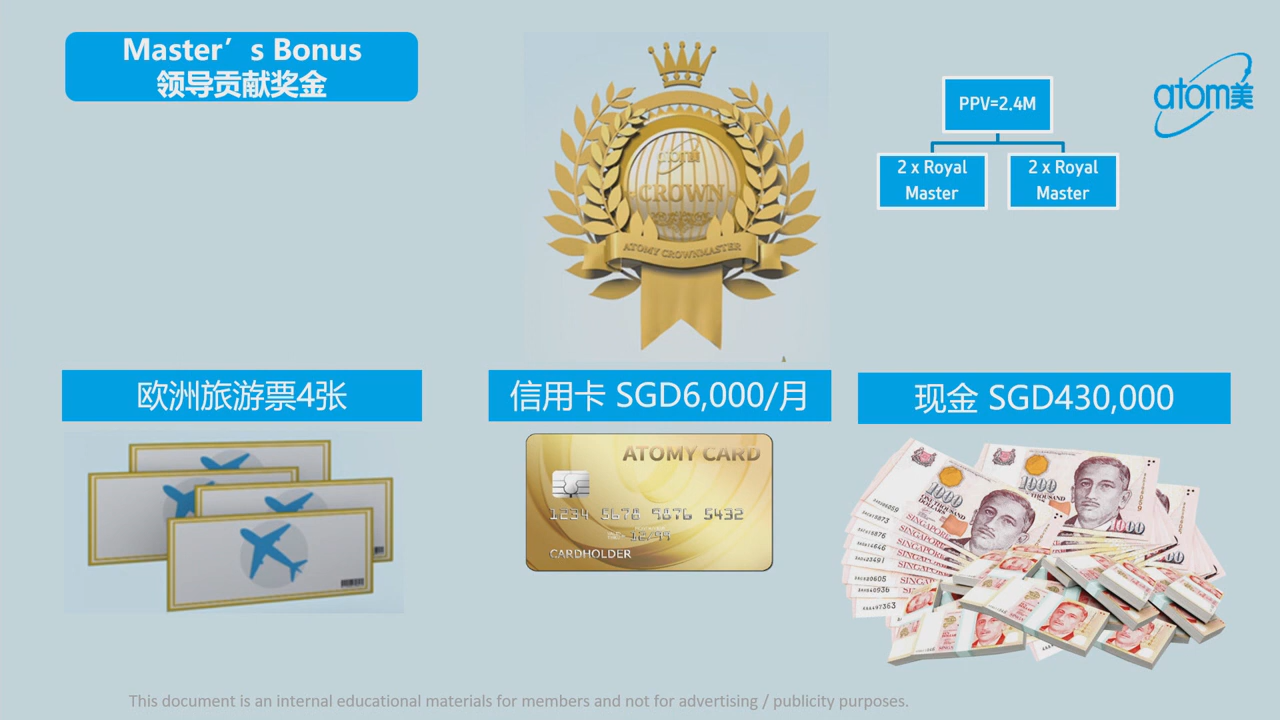 Master’s Bonus
领导贡献奖金
atom美
PPV=2.4M
2 x Royal
Master
2 x Royal
Master
CROWN
ATOMY CROWNMASTER
欧洲旅游票4张
信用卡 SGD6,000/月
现金 SGD430,000
ATOMY CARD
1234 5678 9876 5432
CARDHOLDER
1000
SINGAPORE
1000
This document is an internal educational materials for members and not for advertising / publicity purposes.